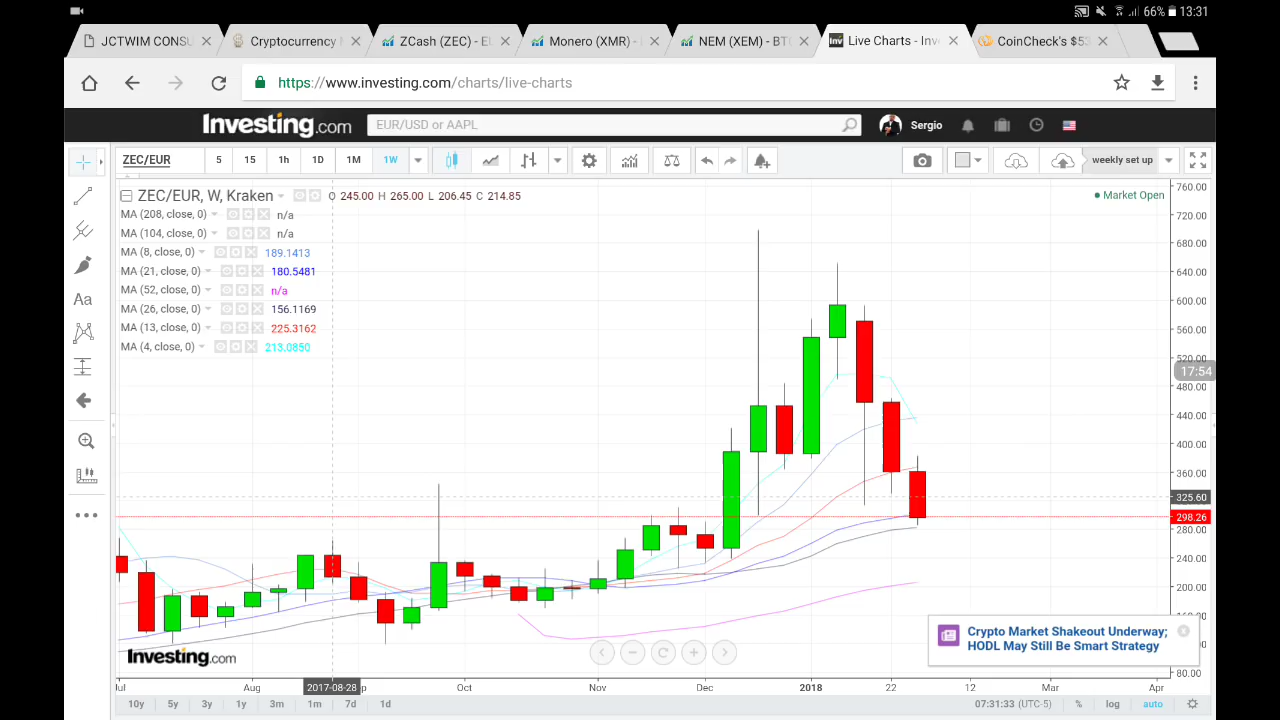 66% 13:31
JCTWIM CONSU
Cryptocurrency M
ZCash (ZEC) - EU
Monero (XMR) -
NEM (XEM) - BTC
Live Charts - Inve
CoinCheck's $53
https://www.investing.com/charts/live-charts
Investing.com
EUR/USD or AAPL
Sergio
ZEC/EUR 5 15 1h 1D 1M 1W
weekly set up
ZEC/EUR, W, Kraken O 245.00 H 265.00 L 206.45 C 214.85
Market Open
MA (208, close, 0) n/a
MA (104, close, 0) n/a
MA (8, close, 0) 189.1413
MA (21, close, 0) 180.5481
MA (52, close, 0) n/a
MA (26, close, 0) 156.1169
MA (13, close, 0) 225.3162
MA (4, close, 0) 213.0850
Aa
760.00
720.00
680.00
640.00
600.00
560.00
520.00
17:54
480.00
440.00
400.00
360.00
325.60
298.26
280.00
240.00
200.00
80.00
Crypto Market Shakeout Underway;
HODL May Still Be Smart Strategy
Investing.com
Jul Aug 2017-08-28 Oct Nov Dec 2018 22 12 Mar Apr
10y 5y 3y 1y 3m 1m 7d 1d 07:31:33 (UTC-5) % log auto